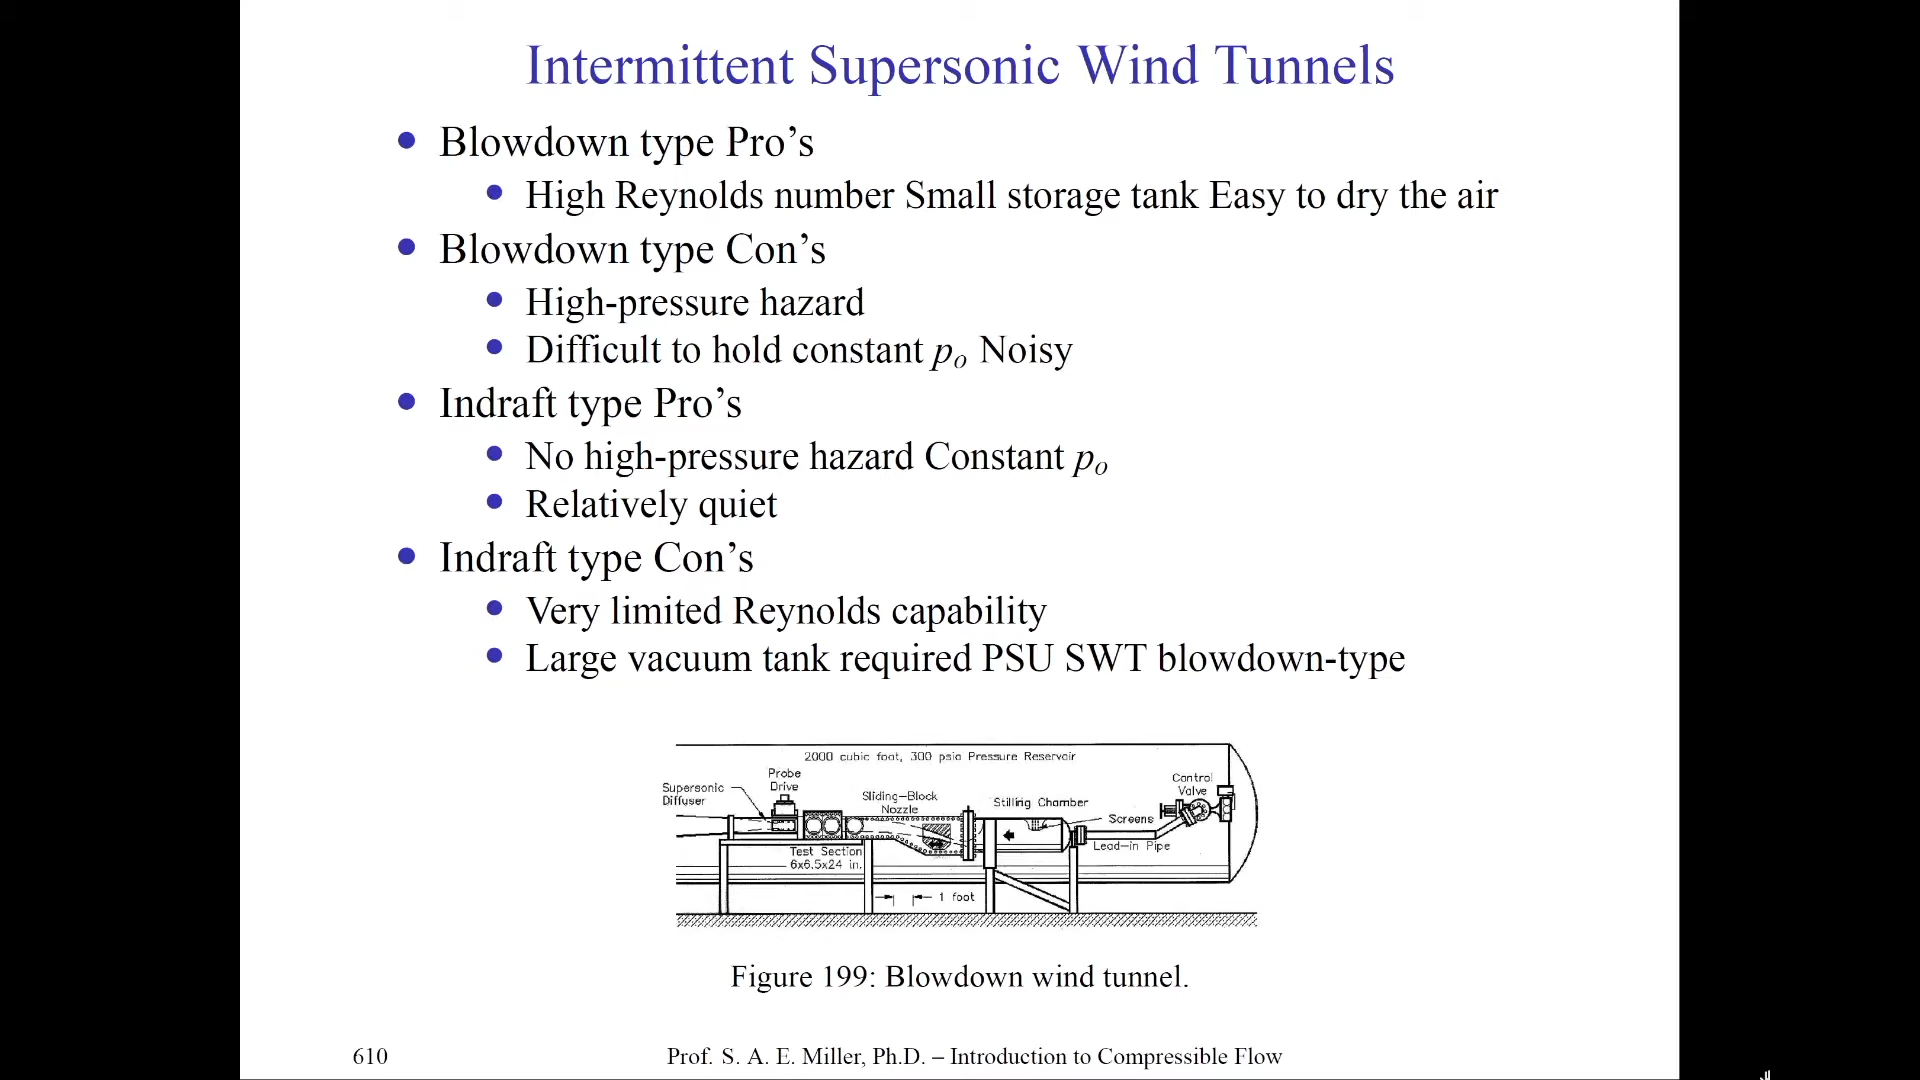 Intermittent Supersonic Wind Tunnels
Blowdown type Pro’s
High Reynolds number Small storage tank Easy to dry the air
Blowdown type Con’s
High-pressure hazard
Difficult to hold constant pₒ Noisy
Indraft type Pro’s
No high-pressure hazard Constant pₒ
Relatively quiet
Indraft type Con’s
Very limited Reynolds capability
Large vacuum tank required PSU SWT blowdown-type
2000 cubic foot, 300 psia Pressure Reservoir
Supersonic
Diffuser
Probe
Drive
Sliding-Block
Nozzle
Stilling Chamber
Control
Valve
Screens
Lead-in Pipe
Test Section
6x6.5x24 in.
1 foot
Figure 199: Blowdown wind tunnel.
610
Prof. S. A. E. Miller, Ph.D. – Introduction to Compressible Flow